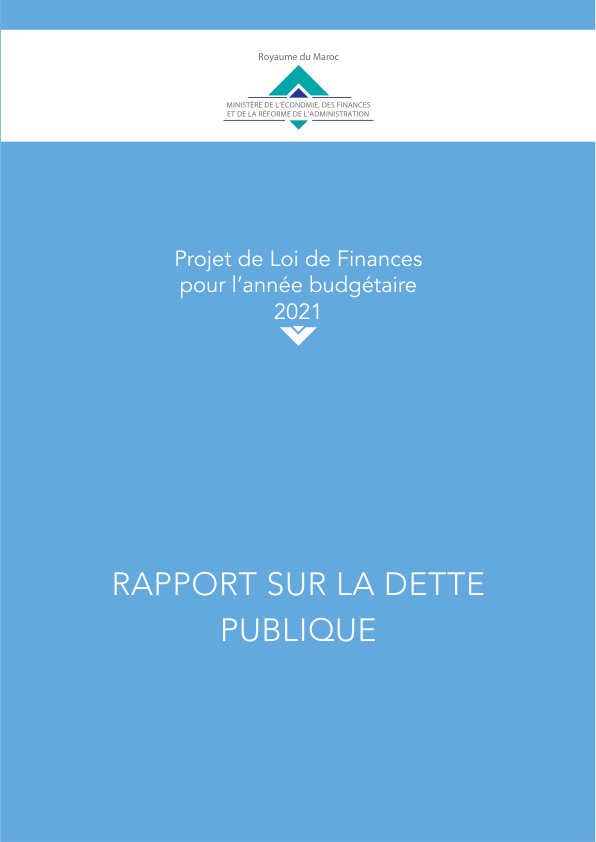 Royaume du Maroc
MINISTÈRE DE L'ÉCONOMIE, DES FINANCES
ET DE LA RÉFORME DE L'ADMINISTRATION
Projet de Loi de Finances
pour l'année budgétaire
2021
RAPPORT SUR LA DETTE
PUBLIQUE